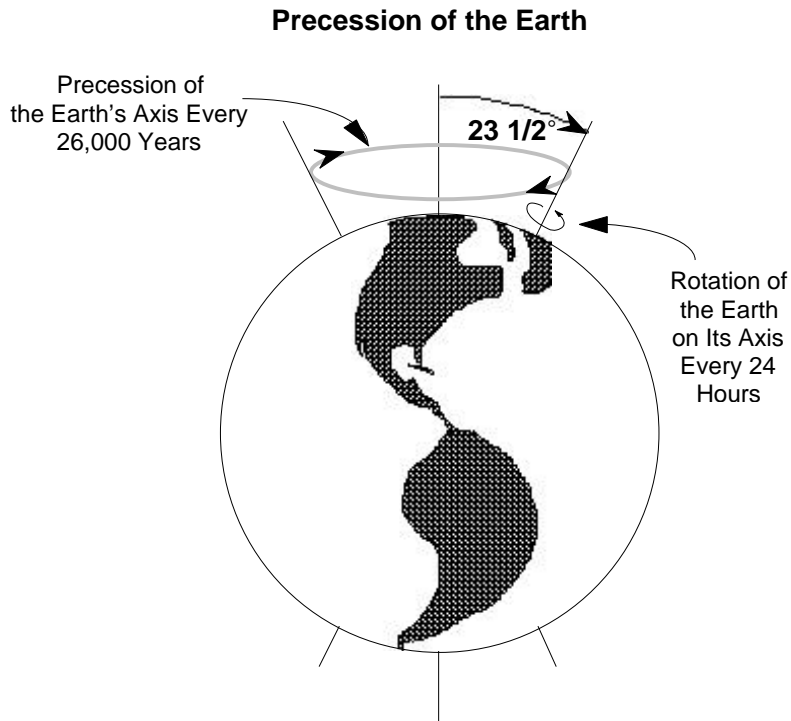 Precession of the Earth
Precession of
the Earth's Axis Every
26,000 Years
23 1/2°
Rotation of
the Earth
on Its Axis
Every 24
Hours